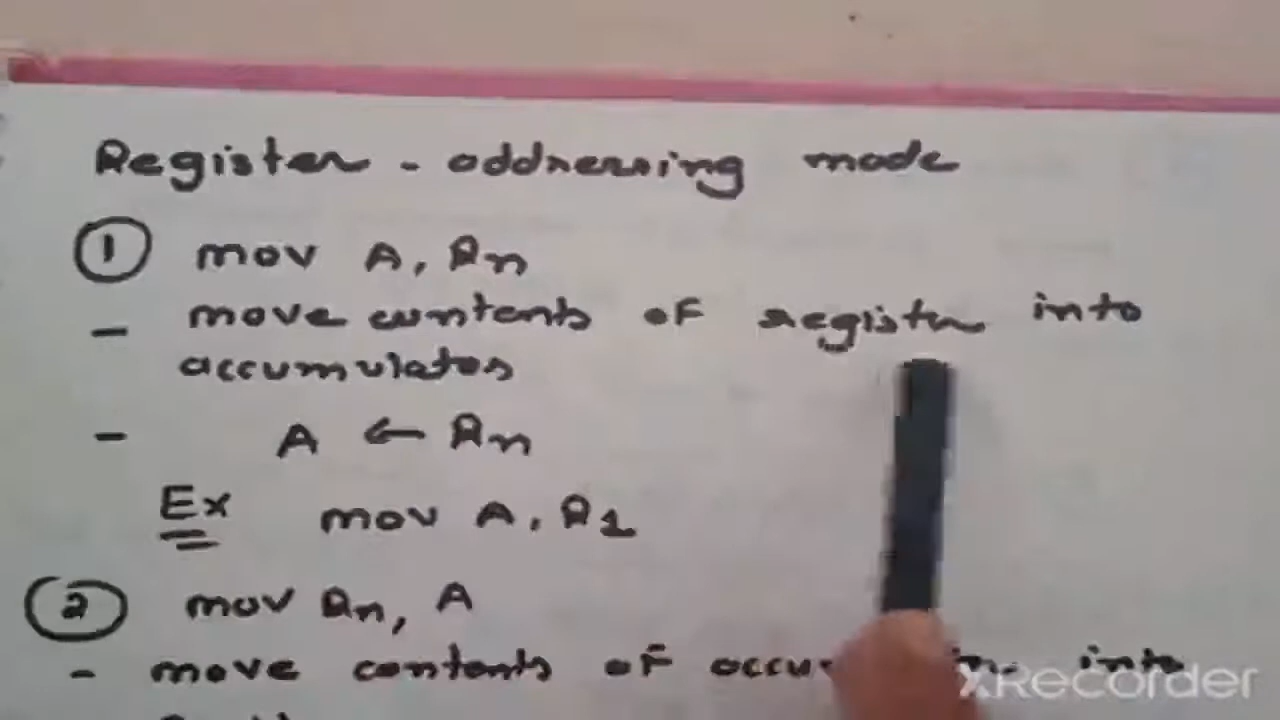 Register - addressing mode
① mov A, Rn
- move contents of register into
accumulator
- A ← Rn
Ex mov A, R1
② mov Rn, A
- move contents of into
XRecorder